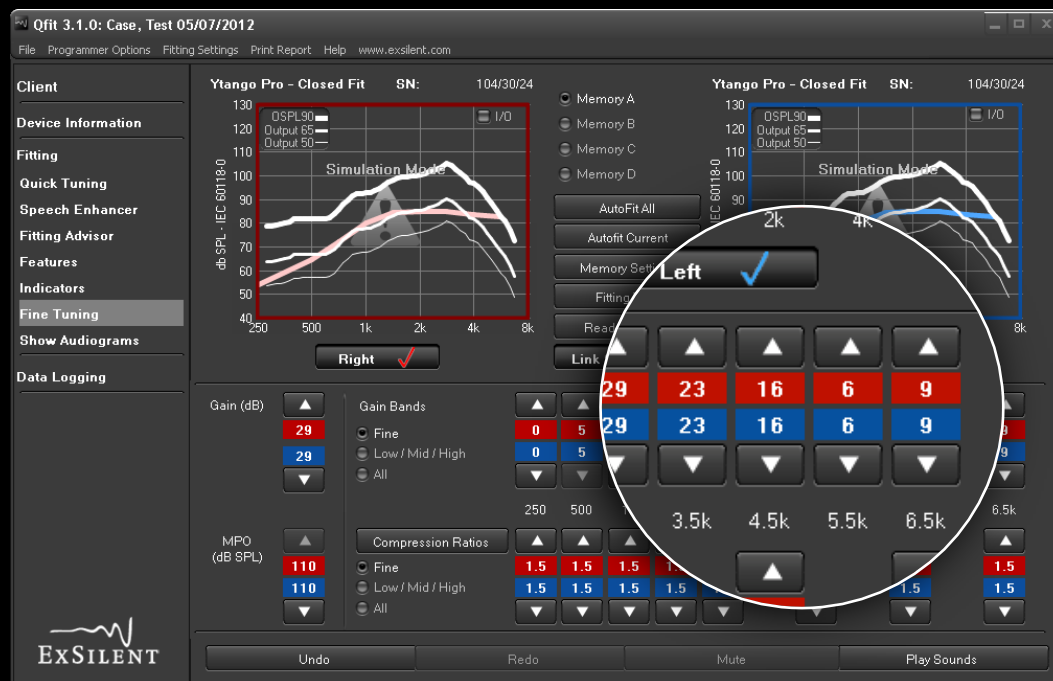 Qfit 3.1.0: Case, Test 05/07/2012
File Programmer Options Fitting Settings Print Report Help www.exsilent.com
Client
Device Information
Fitting
Quick Tuning
Speech Enhancer
Fitting Advisor
Features
Indicators
Fine Tuning
Show Audiograms
Data Logging
EXSILENT
Ytango Pro - Closed Fit SN: 104/30/24
130
120
110
100
90
80
70
60
50
40
db SPL - IEC 60118-0
OSPL90
Output 65
Output 50
I/O
Simulation Mode
250 500 1k 2k 4k 8k
Right
Memory A
Memory B
Memory C
Memory D
AutoFit All
Autofit Current
Memory
Fitting
Link
Ytango Pro - Closed Fit SN: 104/30/24
130
120
110
100
90
IEC 60118-0
OSPL90
Output 65
Output 50
I/O
Simulation Mode
8k
2k 4k
Left
29 23 16 6 9
29 23 16 6 9
3.5k 4.5k 5.5k 6.5k
Gain (dB)
29
29
Gain Bands
Fine
Low / Mid / High
All
0 5
0 5
9
9
250 500 6.5k
MPO
(dB SPL)
110
110
Compression Ratios
Fine
Low / Mid / High
All
1.5 1.5 1.5 1.5
1.5 1.5 1.5 1.5 1.5 1.5
Undo Redo Mute Play Sounds